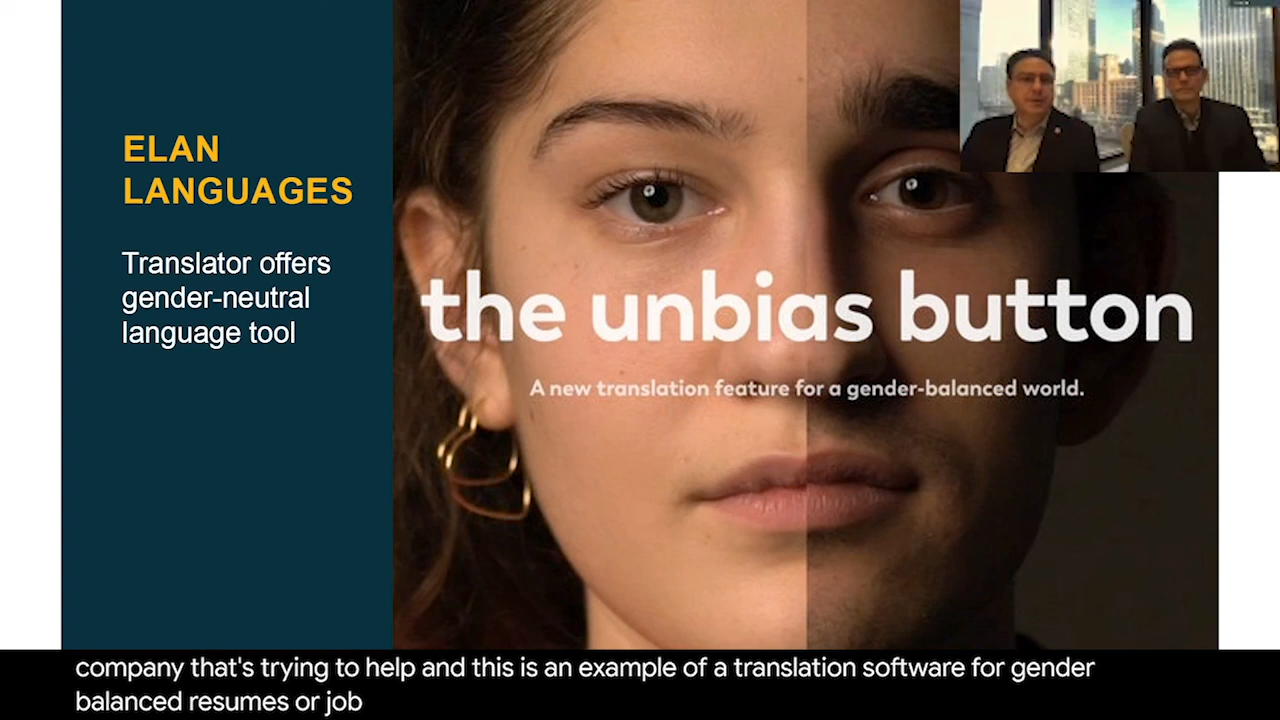 ELAN
LANGUAGES
Translator offers
gender-neutral
language tool
the unbias button
A new translation feature for a gender-balanced world.
company that's trying to help and this is an example of a translation software for gender
balanced resumes or job